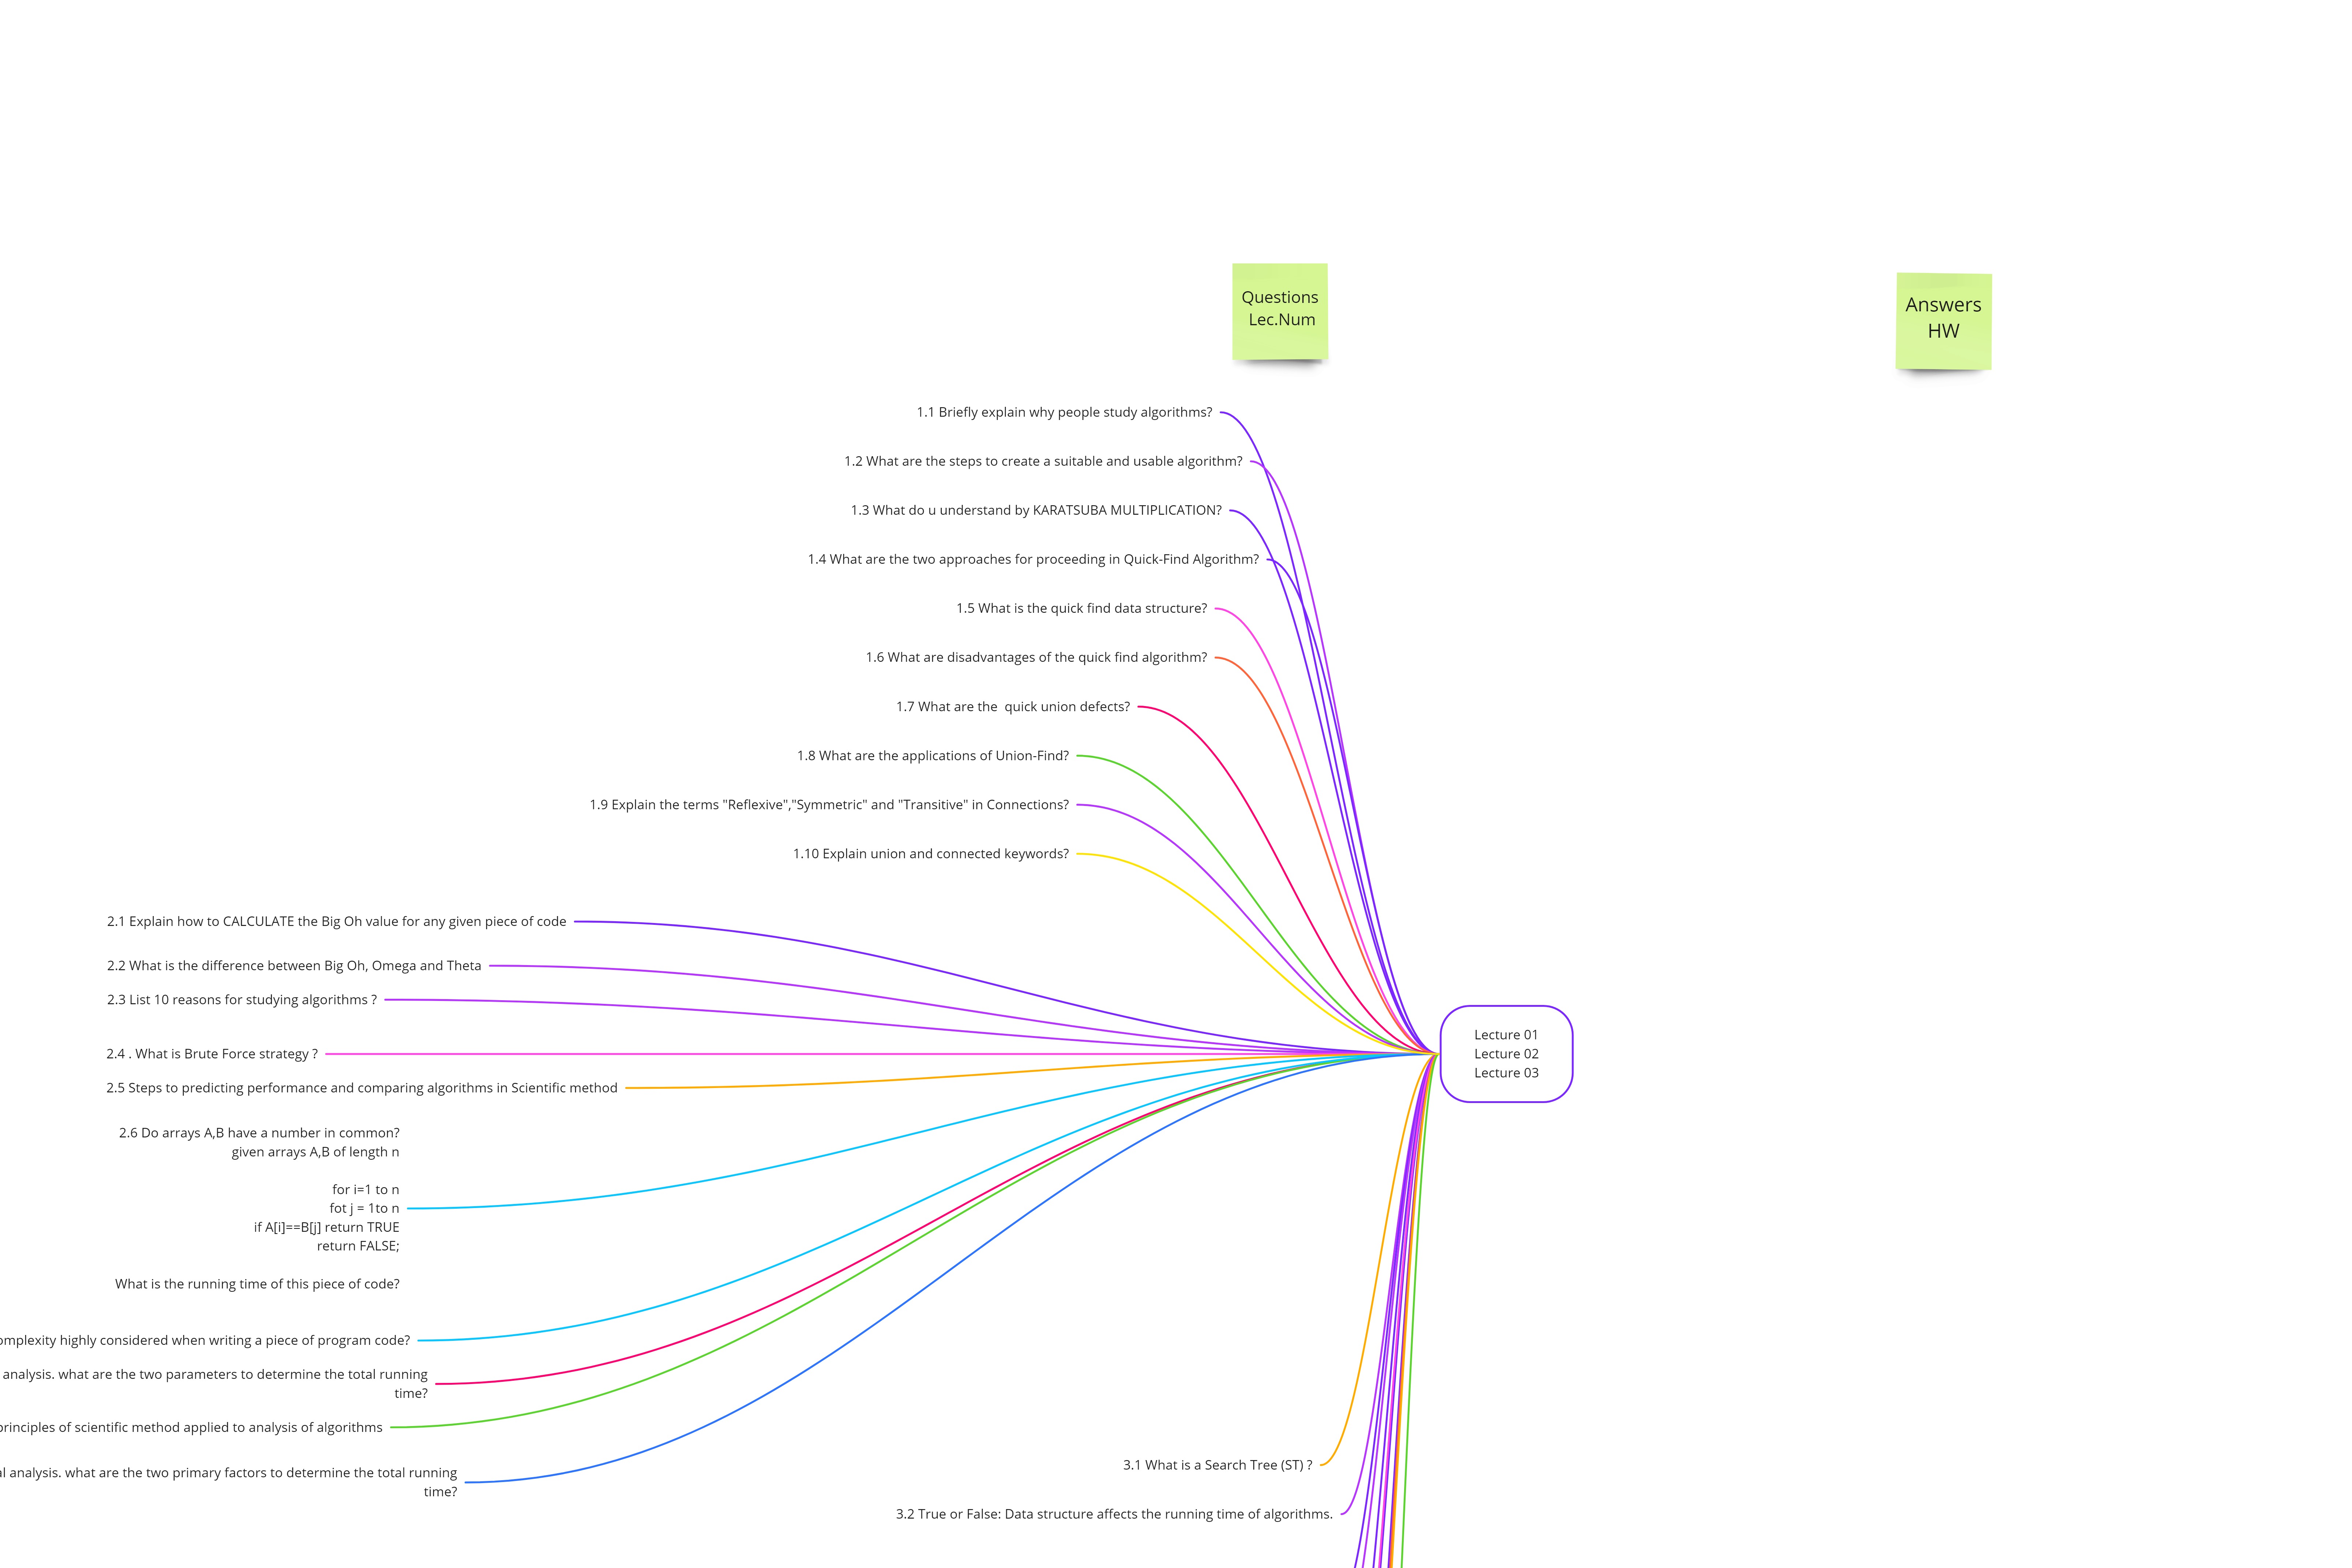 Questions
Lec.Num
Answers
HW
1.1 Briefly explain why people study algorithms?
1.2 What are the steps to create a suitable and usable algorithm?
1.3 What do u understand by KARATSUBA MULTIPLICATION?
1.4 What are the two approaches for proceeding in Quick-Find Algorithm?
1.5 What is the quick find data structure?
1.6 What are disadvantages of the quick find algorithm?
1.7 What are the  quick union defects?
1.8 What are the applications of Union-Find?
1.9 Explain the terms "Reflexive","Symmetric" and "Transitive" in Connections?
1.10 Explain union and connected keywords?
2.1 Explain how to CALCULATE the Big Oh value for any given piece of code
2.2 What is the difference between Big Oh, Omega and Theta
2.3 List 10 reasons for studying algorithms ?
2.4 . What is Brute Force strategy ?
2.5 Steps to predicting performance and comparing algorithms in Scientific method
2.6 Do arrays A,B have a number in common?
given arrays A,B of length n
for i=1 to n
fot j = 1to n
if A[i]==B[j] return TRUE
return FALSE;
What is the running time of this piece of code?
highly considered when writing a piece of program code?
analysis. what are the two parameters to determine the total running
time?
principles of scientific method applied to analysis of algorithms
analysis. what are the two primary factors to determine the total running
time?
Lecture 01
Lecture 02
Lecture 03
3.1 What is a Search Tree (ST) ?
3.2 True or False: Data structure affects the running time of algorithms.